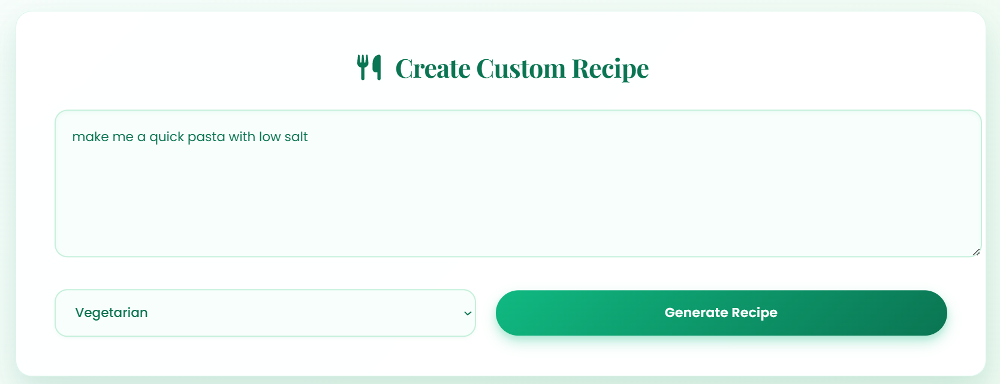 Create Custom Recipe
make me a quick pasta with low salt
Vegetarian
Generate Recipe